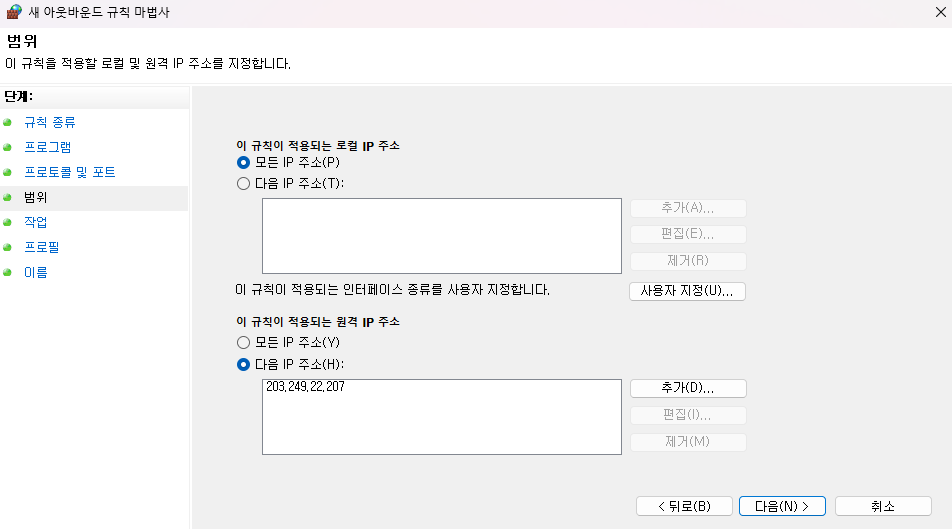 새 아웃바운드 규칙 마법사
범위
이 규칙을 적용할 로컬 및 원격 IP 주소를 지정합니다.
단계:
규칙 종류
프로그램
프로토콜 및 포트
범위
작업
프로필
이름
이 규칙이 적용되는 로컬 IP 주소
모든 IP 주소(P)
다음 IP 주소(T):
추가(A)...
편집(E)...
제거(R)
이 규칙이 적용되는 인터페이스 종류를 사용자 지정합니다.
사용자 지정(U)...
이 규칙이 적용되는 원격 IP 주소
모든 IP 주소(Y)
다음 IP 주소(H):
203.249.22.207
추가(D)...
편집(I)...
제거(M)
< 뒤로(B)
다음(N) >
취소